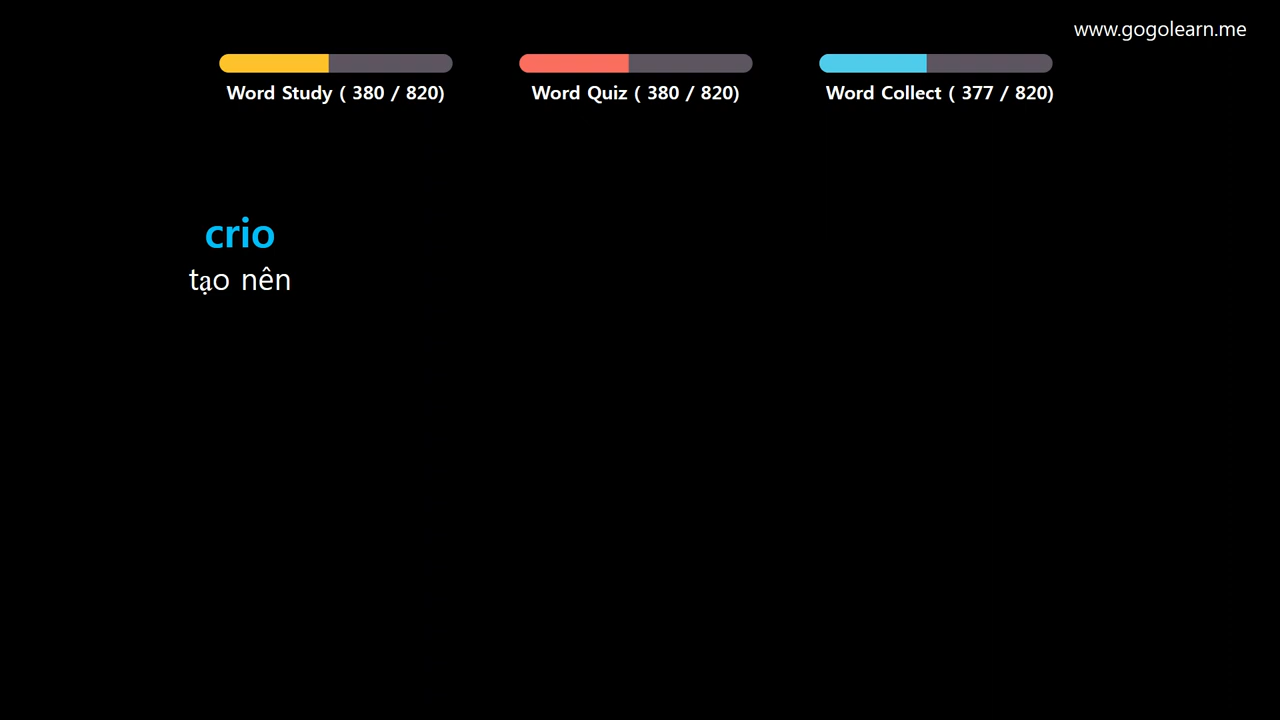 www.gogolearn.me
Word Study ( 380 / 820)
Word Quiz ( 380 / 820)
Word Collect ( 377 / 820)
crio
tạo nên